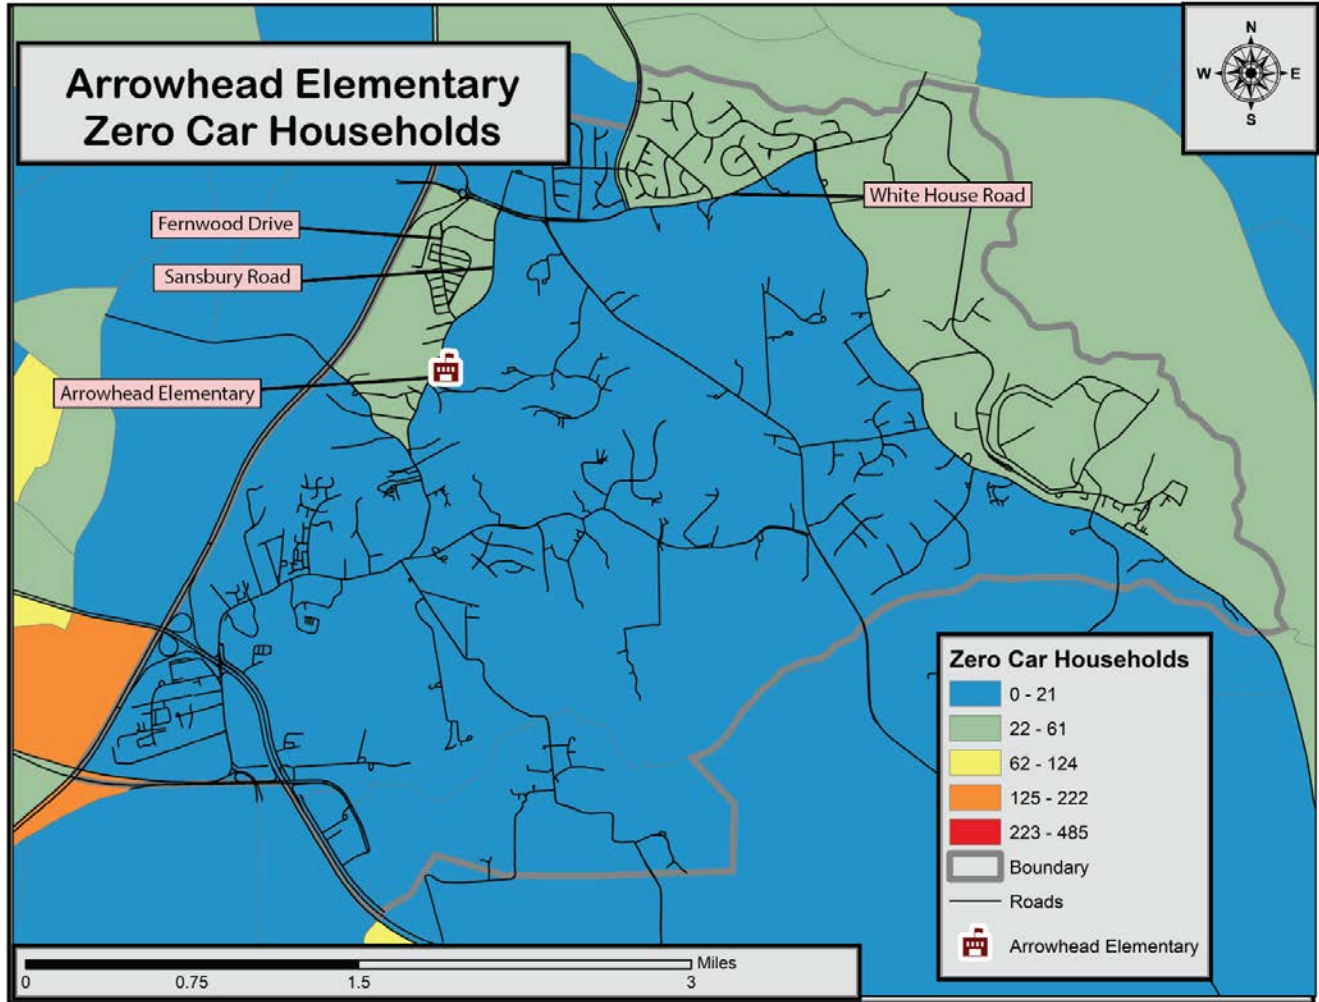 Arrowhead Elementary
Zero Car Households
N
W
E
S
White House Road
Fernwood Drive
Sansbury Road
Arrowhead Elementary
Zero Car Households
0 - 21
22 - 61
62 - 124
125 - 222
223 - 485
Boundary
Roads
Arrowhead Elementary
Miles
0
0.75
1.5
3